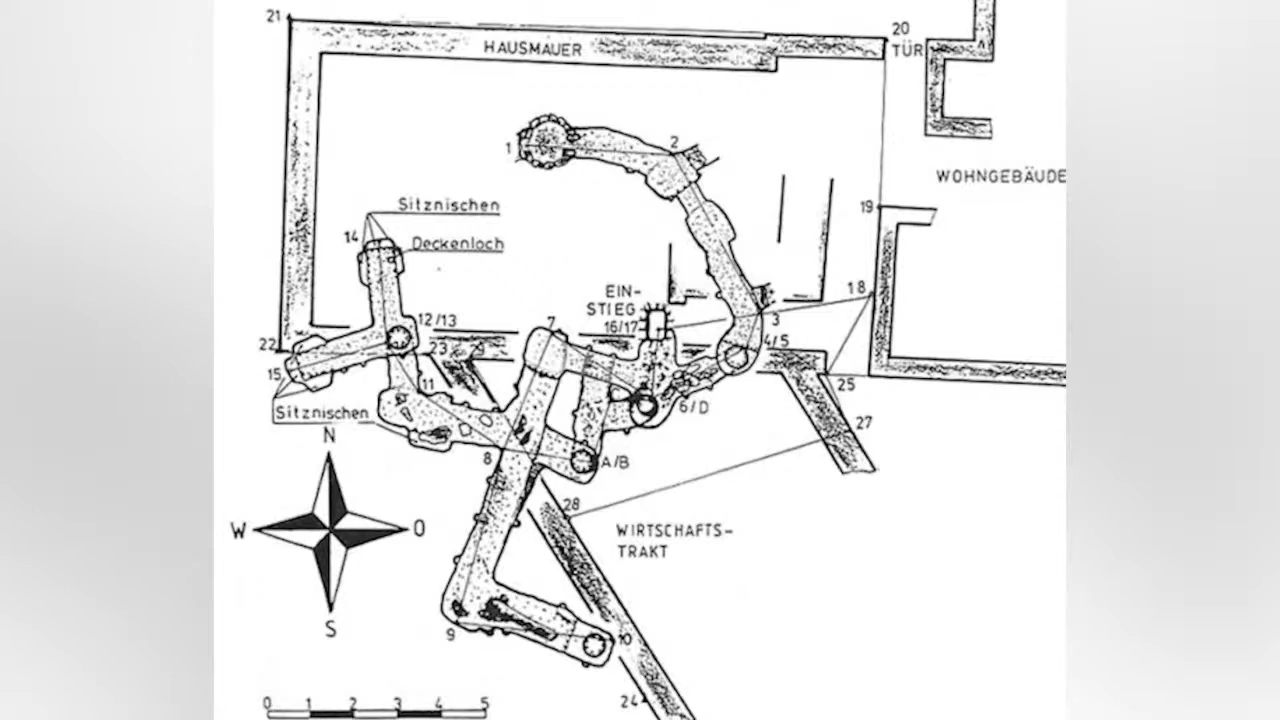 21
20
TÜR
HAUSMAUER
1
2
WOHNGEBÄUDE
Sitznischen
19
14
Deckenloch
18
EIN-
STIEG
16/17
12/13
7
3
4/5
22
23
15
11
25
6/D
Sitznischen
27
N
8
A/B
28
W
O
WIRTSCHAFTS-
TRAKT
S
9
10
24
0 1 2 3 4 5